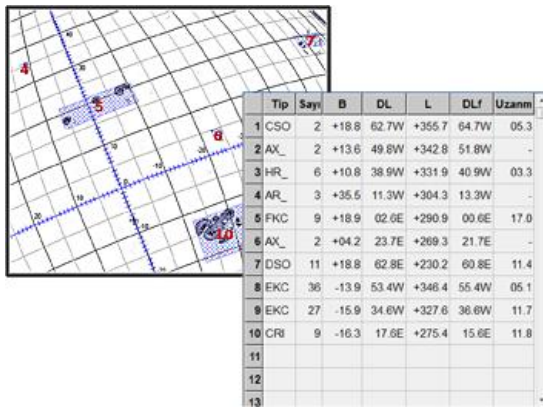 4
7
5
6
10
Tip Sayı B DL L DLf Uzanm
1 CSO 2 +18.8 62.7W +355.7 64.7W 05.3
2 AX_ 2 +13.6 49.8W +342.8 51.8W -
3 HR_ 6 +10.8 38.9W +331.9 40.9W 03.3
4 AR_ 3 +35.5 11.3W +304.3 13.3W -
5 FKC 9 +18.9 02.6E +290.9 00.6E 17.0
6 AX_ 2 +04.2 23.7E +269.3 21.7E -
7 DSO 11 +18.8 62.8E +230.2 60.8E 11.4
8 EKC 36 -13.9 53.4W +346.4 55.4W 05.1
9 EKC 27 -15.9 34.6W +327.6 36.6W 11.7
10 CRI 9 -16.3 17.6E +275.4 15.6E 11.8
11
12
13